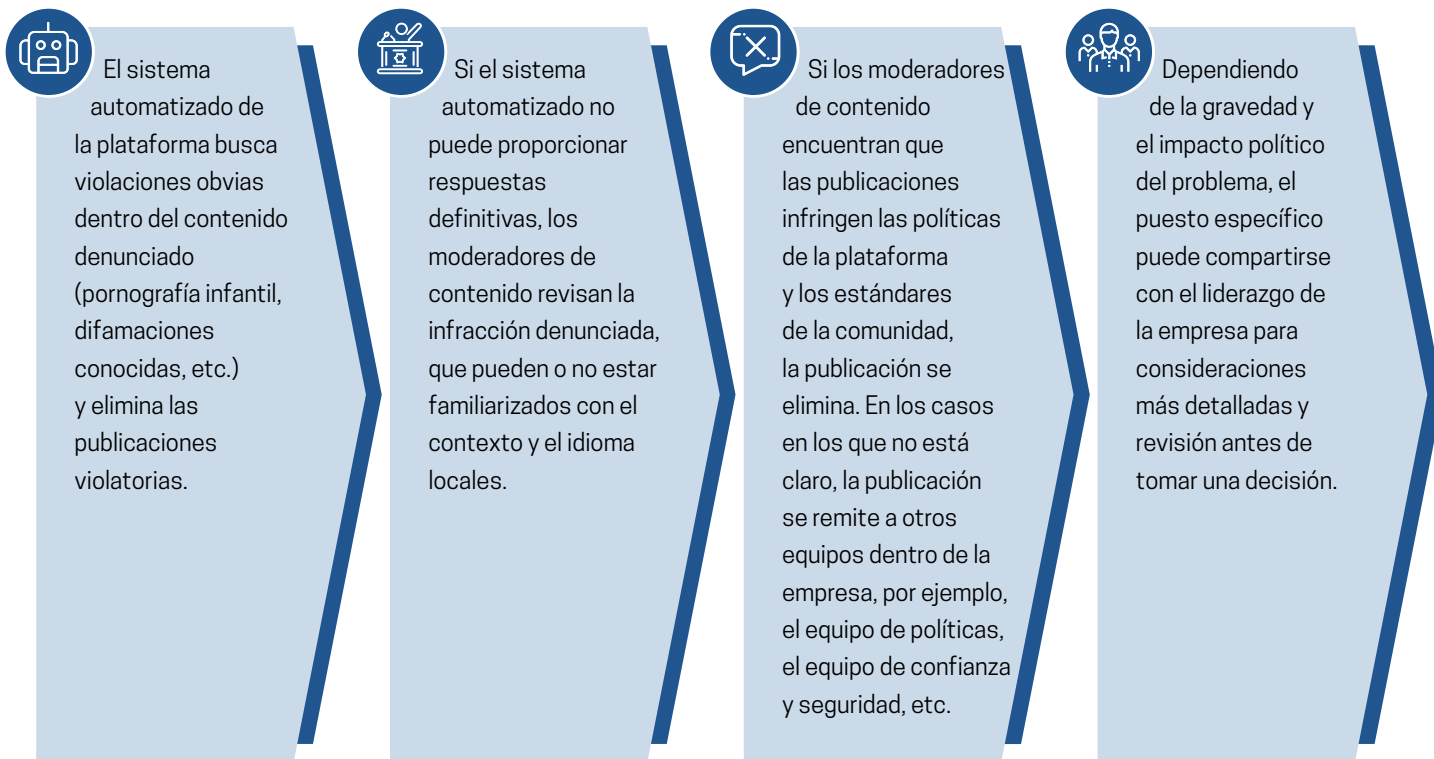 El sistema
automatizado de
la plataforma busca
violaciones obvias
dentro del contenido
denunciado
(pornografía infantil,
difamaciones
conocidas, etc.)
y elimina las
publicaciones
violatorias.
Si el sistema
automatizado no
puede proporcionar
respuestas
definitivas, los
moderadores de
contenido revisan la
infracción denunciada,
que pueden o no estar
familiarizados con el
contexto y el idioma
locales.
Si los moderadores
de contenido
encuentran que
las publicaciones
infringen las políticas
de la plataforma
y los estándares
de la comunidad,
la publicación se
elimina. En los casos
en los que no está
claro, la publicación
se remite a otros
equipos dentro de la
empresa, por ejemplo,
el equipo de políticas,
el equipo de confianza
y seguridad, etc.
Dependiendo
de la gravedad y
el impacto político
del problema, el
puesto específico
puede compartirse
con el liderazgo de
la empresa para
consideraciones
más detalladas y
revisión antes de
tomar una decisión.